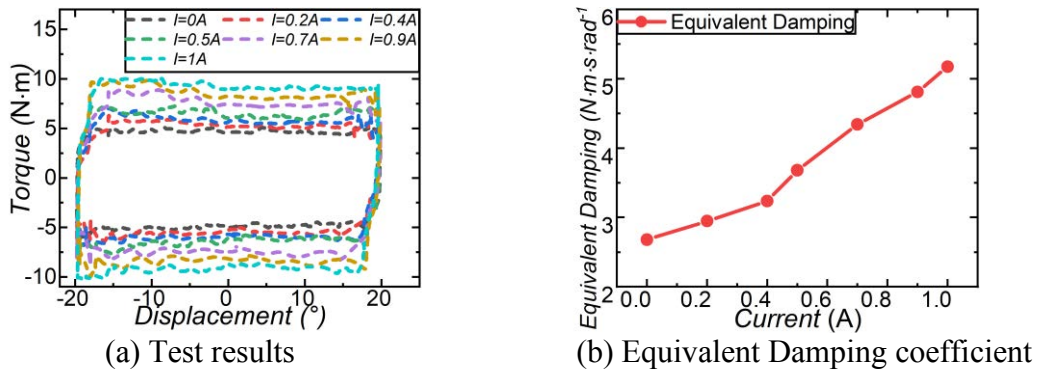 I=0A I=0.2A I=0.4A
I=0.5A I=0.7A I=0.9A
I=1A
15
10
5
0
-5
-10
Torque (N·m)
-20 -10 0 10 20
Displacement (°)
(a) Test results
Equivalent Damping
6
5
4
3
2
Equivalent Damping (N·m·s·rad⁻¹)
0.0 0.2 0.4 0.6 0.8 1.0
Current (A)
(b) Equivalent Damping coefficient